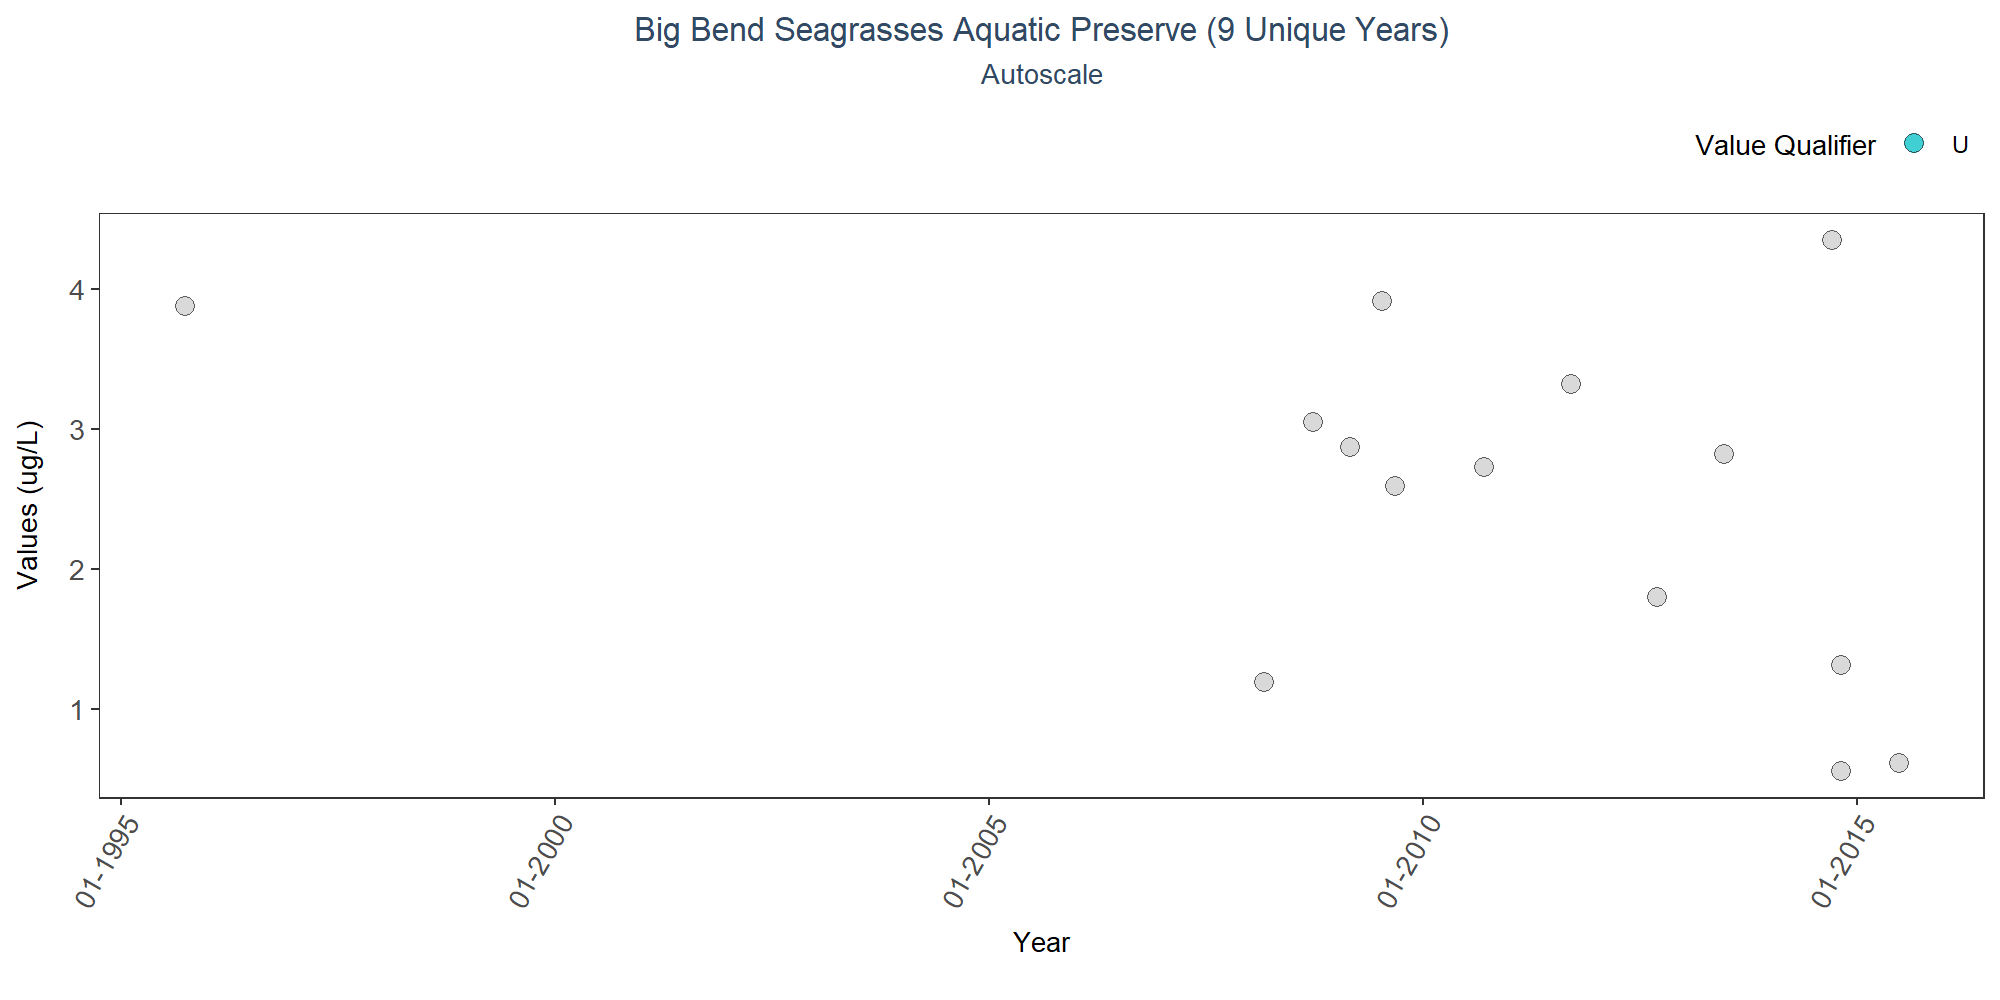 Big Bend Seagrasses Aquatic Preserve (9 Unique Years)
Autoscale
Value Qualifier U
Values (ug/L)
4
3
2
1
01-1995
01-2000
01-2005
01-2010
01-2015
Year